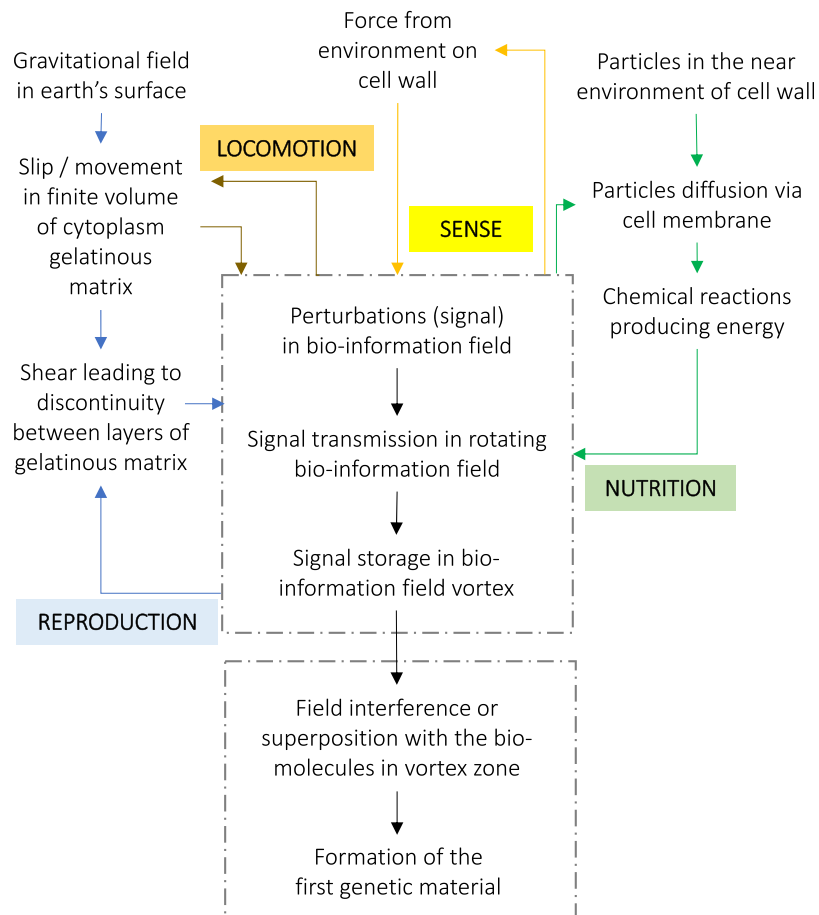 Force from
environment on
cell wall
Gravitational field
in earth's surface
Particles in the near
environment of cell wall
LOCOMOTION
Slip / movement
in finite volume
of cytoplasm
gelatinous
matrix
SENSE
Particles diffusion via
cell membrane
Chemical reactions
producing energy
Perturbations (signal)
in bio-information field
Shear leading to
discontinuity
between layers of
gelatinous matrix
Signal transmission in rotating
bio-information field
NUTRITION
Signal storage in bio-
information field vortex
REPRODUCTION
Field interference or
superposition with the bio-
molecules in vortex zone
Formation of the
first genetic material